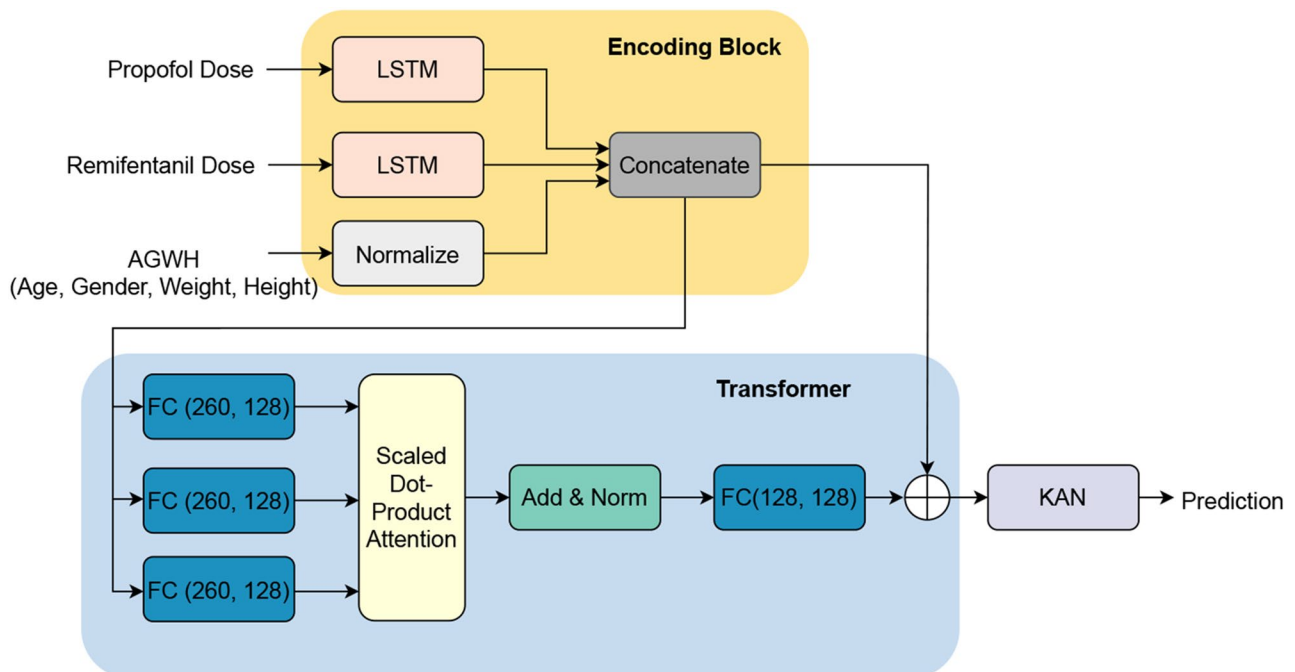 Encoding Block
Propofol Dose
LSTM
Remifentanil Dose
LSTM
Concatenate
AGWH
(Age, Gender, Weight, Height)
Normalize
Transformer
FC (260, 128)
FC (260, 128)
FC (260, 128)
Scaled
Dot-
Product
Attention
Add & Norm
FC(128, 128)
KAN
Prediction